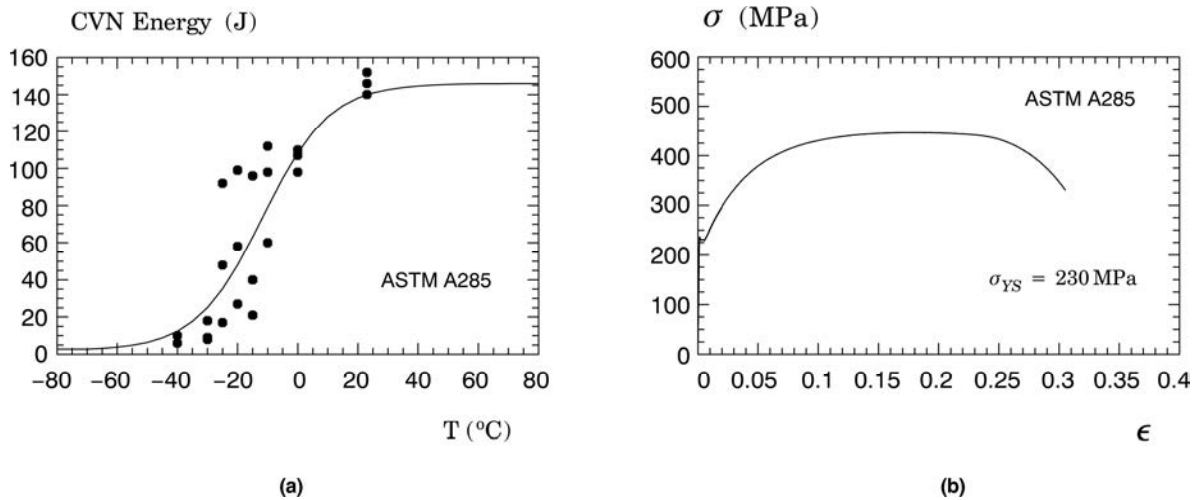 CVN Energy (J)
160
140
120
100
80
60
40
20
0
−80 −60 −40 −20 0 20 40 60 80
ASTM A285
T (ºC)
(a)
σ (MPa)
600
500
400
300
200
100
0
0 0.05 0.1 0.15 0.2 0.25 0.3 0.35 0.4
ASTM A285
σYS = 230 MPa
ϵ
(b)